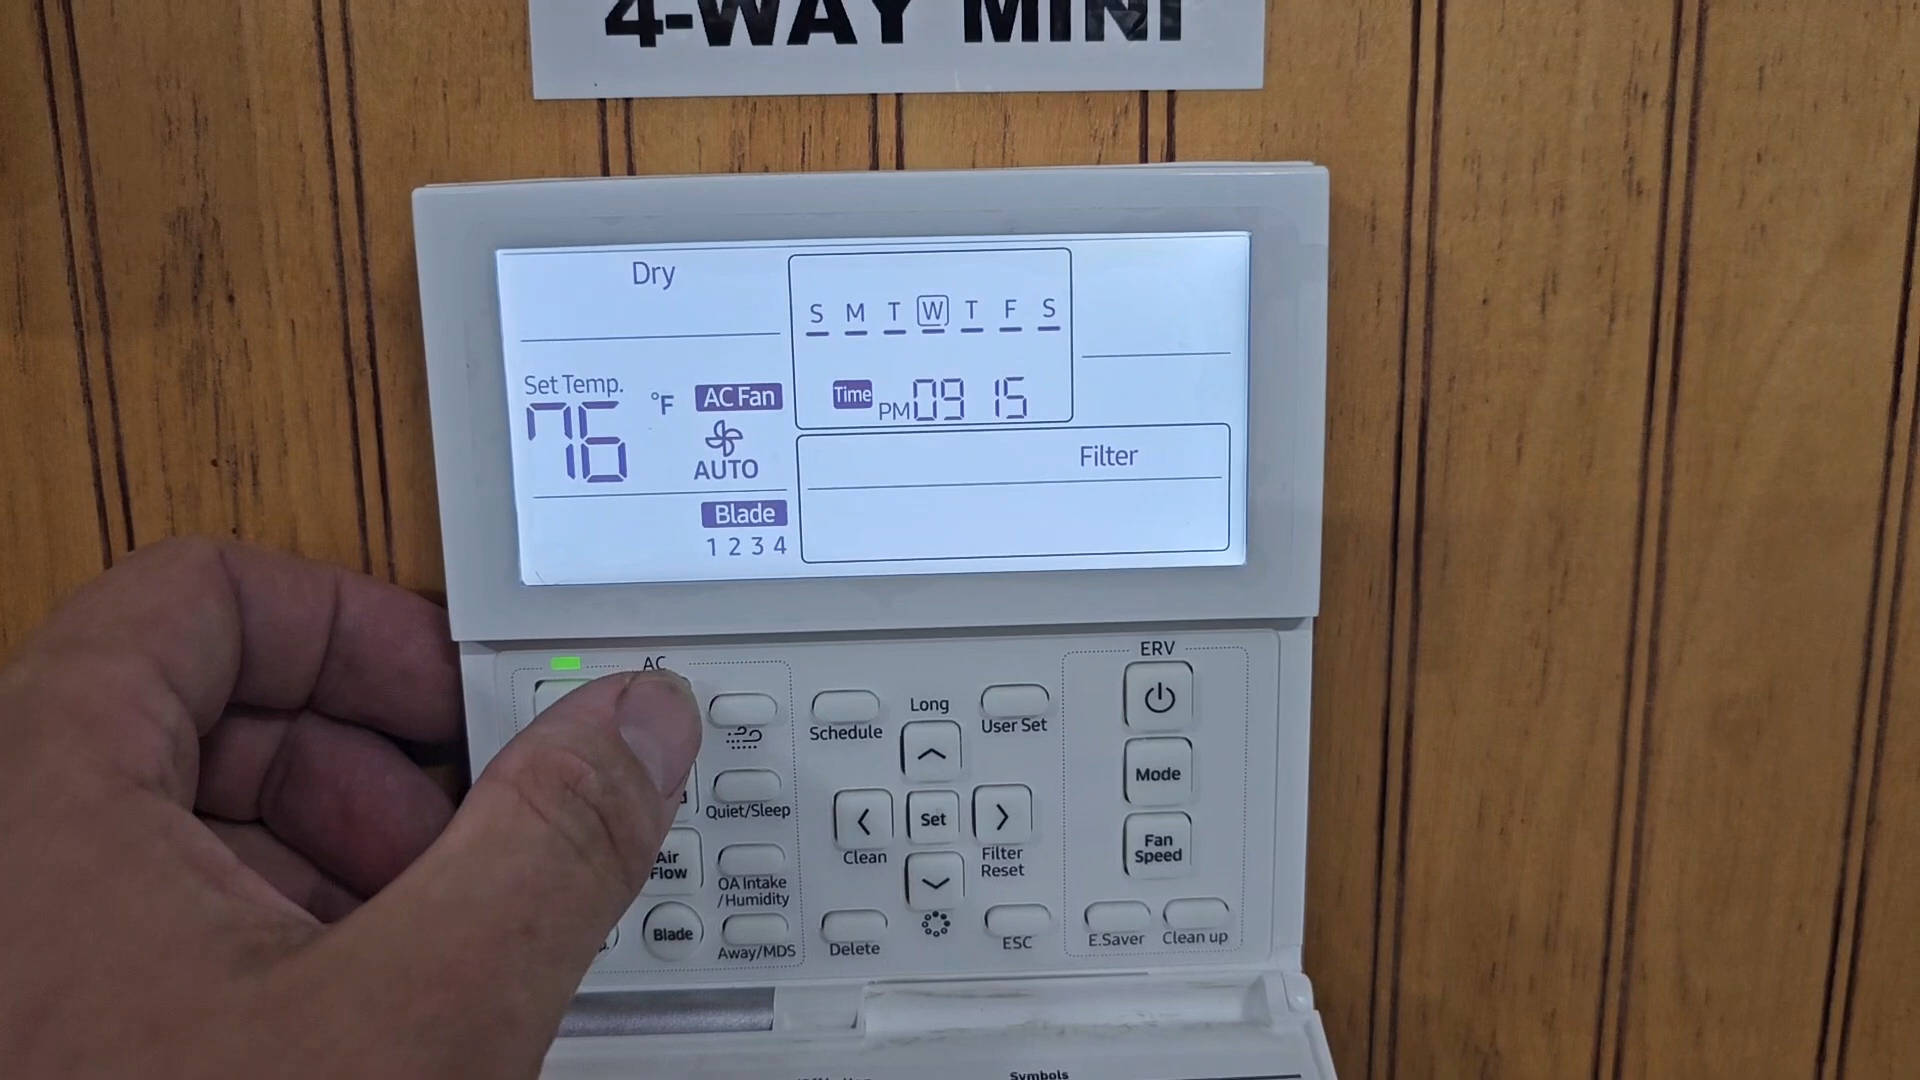 4-WAY MINI
Dry
S M T W T F S
Set Temp.
76 °F
AC Fan
AUTO
Time PM 09 15
Filter
Blade
1 2 3 4
AC
ERV
Long
Schedule
User Set
Mode
Quiet/Sleep
Set
Clean
Filter
Reset
Fan
Speed
Air
Flow
OA Intake
/Humidity
Blade
Away/MDS
Delete
ESC
E.Saver
Clean up
Symbols